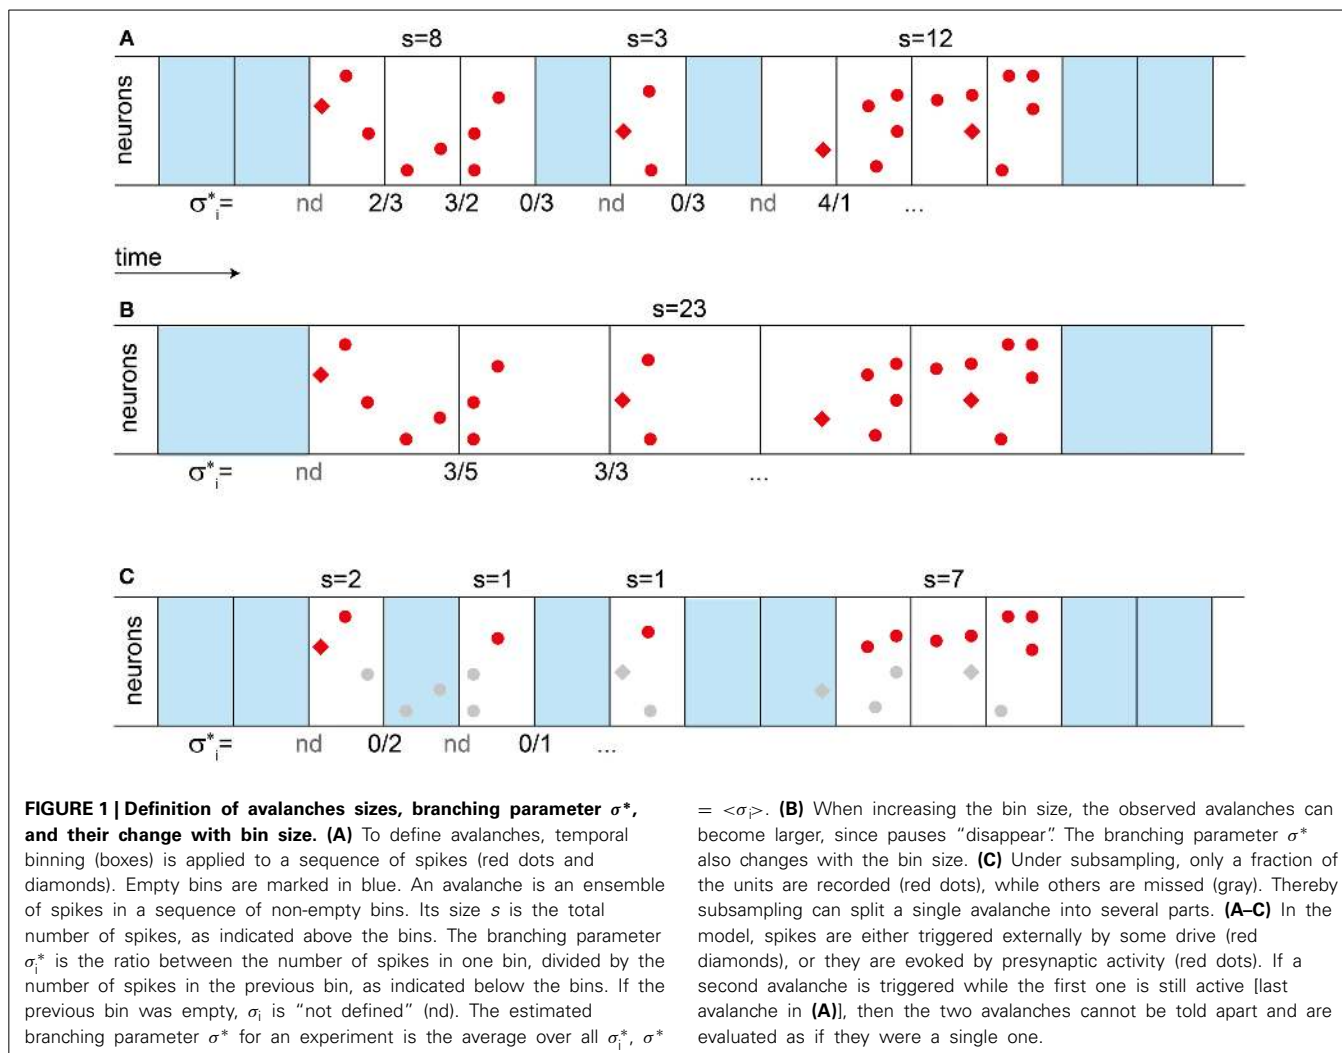 A s=8 s=3 s=12
neurons
σ*i= nd 2/3 3/2 0/3 nd 0/3 nd 4/1 ...
time
B s=23
neurons
σ*i= nd 3/5 3/3 ...
C s=2 s=1 s=1 s=7
neurons
σ*i= nd 0/2 nd 0/1 ...
FIGURE 1 | Definition of avalanches sizes, branching parameter σ*,
and their change with bin size. (A) To define avalanches, temporal
binning (boxes) is applied to a sequence of spikes (red dots and
diamonds). Empty bins are marked in blue. An avalanche is an ensemble
of spikes in a sequence of non-empty bins. Its size s is the total
number of spikes, as indicated above the bins. The branching parameter
σ*i is the ratio between the number of spikes in one bin, divided by the
number of spikes in the previous bin, as indicated below the bins. If the
previous bin was empty, σi is “not defined” (nd). The estimated
branching parameter σ* for an experiment is the average over all σ*i, σ*
= <σi>. (B) When increasing the bin size, the observed avalanches can
become larger, since pauses “disappear”. The branching parameter σ*
also changes with the bin size. (C) Under subsampling, only a fraction of
the units are recorded (red dots), while others are missed (gray). Thereby
subsampling can split a single avalanche into several parts. (A–C) In the
model, spikes are either triggered externally by some drive (red
diamonds), or they are evoked by presynaptic activity (red dots). If a
second avalanche is triggered while the first one is still active [last
avalanche in (A)], then the two avalanches cannot be told apart and are
evaluated as if they were a single one.